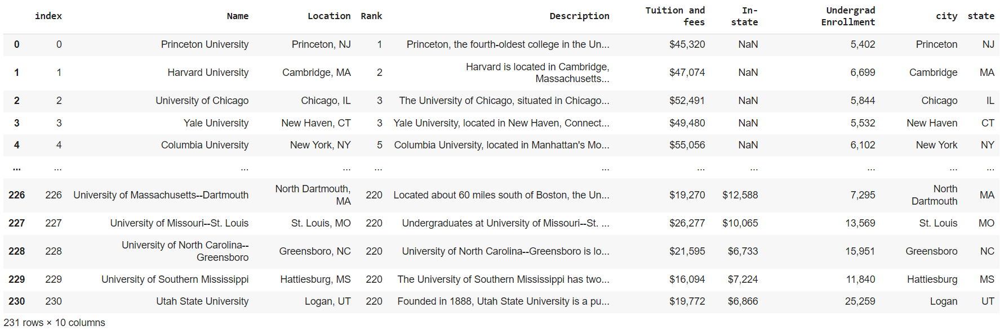 index Name Location Rank Description Tuition and fees In-state Undergrad Enrollment city state
0 0 Princeton University Princeton, NJ 1 Princeton, the fourth-oldest college in the Un... $45,320 NaN 5,402 Princeton NJ
1 1 Harvard University Cambridge, MA 2 Harvard is located in Cambridge, Massachusetts... $47,074 NaN 6,699 Cambridge MA
2 2 University of Chicago Chicago, IL 3 The University of Chicago, situated in Chicago... $52,491 NaN 5,844 Chicago IL
3 3 Yale University New Haven, CT 3 Yale University, located in New Haven, Connect... $49,480 NaN 5,532 New Haven CT
4 4 Columbia University New York, NY 5 Columbia University, located in Manhattan's Mo... $55,056 NaN 6,102 New York NY
... ... ... ... ... ... ... ... ... ... ...
226 226 University of Massachusetts--Dartmouth North Dartmouth, MA 220 Located about 60 miles south of Boston, the Un... $19,270 $12,588 7,295 North Dartmouth MA
227 227 University of Missouri--St. Louis St. Louis, MO 220 Undergraduates at University of Missouri--St. ... $26,277 $10,065 13,569 St. Louis MO
228 228 University of North Carolina--Greensboro Greensboro, NC 220 University of North Carolina--Greensboro is lo... $21,595 $6,733 15,951 Greensboro NC
229 229 University of Southern Mississippi Hattiesburg, MS 220 The University of Southern Mississippi has two... $16,094 $7,224 11,840 Hattiesburg MS
230 230 Utah State University Logan, UT 220 Founded in 1888, Utah State University is a pu... $19,772 $6,866 25,259 Logan UT
231 rows × 10 columns